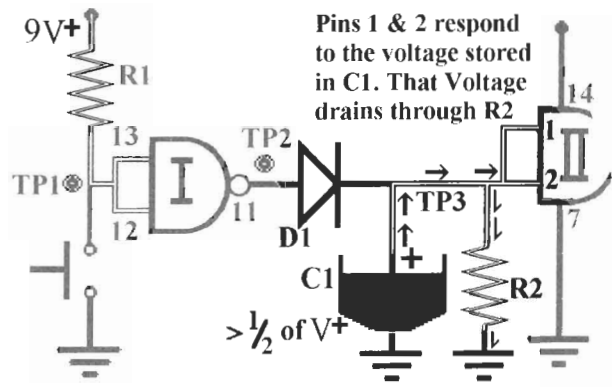 Pins 1 & 2 respond
to the voltage stored
in C1. That Voltage
drains through R2
9V+
R1
14
13
TP2
1
I
II
TP1
2
11
12
TP3
7
D1
+
C1
R2
>1/2 of V+